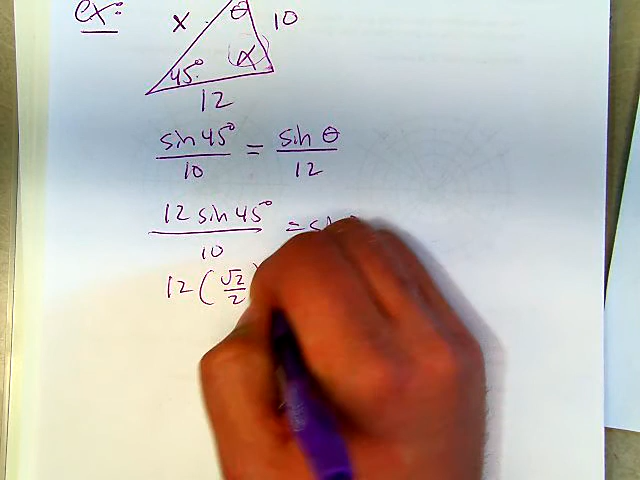 ex:
x θ 10
45° α
12
sin 45° / 10 = sin θ / 12
12 sin 45° / 10 =
12 ( √2 / 2